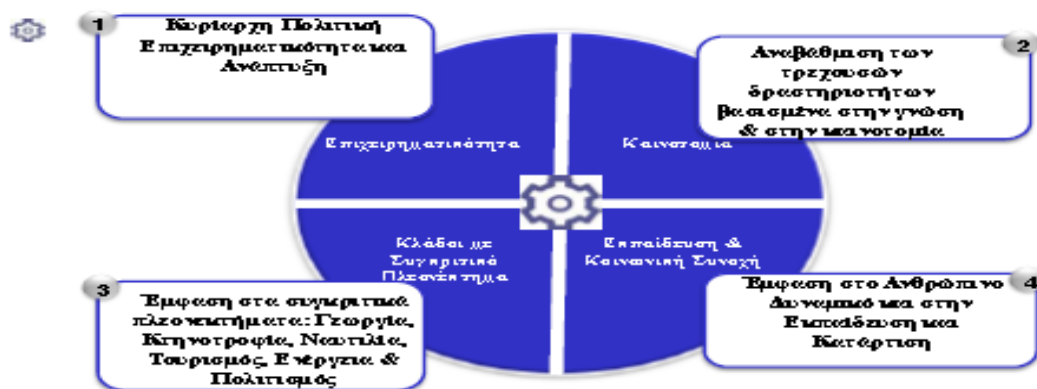 1
Κυρίαρχη Πολιτική
Επιχειρηματικότητα και
Ανάπτυξη
2
Αναβάθμιση των
τρεχουσών
δραστηριοτήτων
βασισμένα στην γνώση
& στην καινοτομία
Επιχειρηματικότητα
Καινοτομία
Κλάδοι με
Συγκριτικό
Πλεονέκτημα
Εκπαίδευση &
Κοινωνική Συνοχή
3
Έμφαση στα συγκριτικά
πλεονεκτήματα: Γεωργία,
Κτηνοτροφία, Ναυτιλία,
Τουρισμός, Ενέργεια &
Πολιτισμός
4
Έμφαση στο Ανθρώπινο
Δυναμικό και στην
Εκπαίδευση και
Κατάρτιση